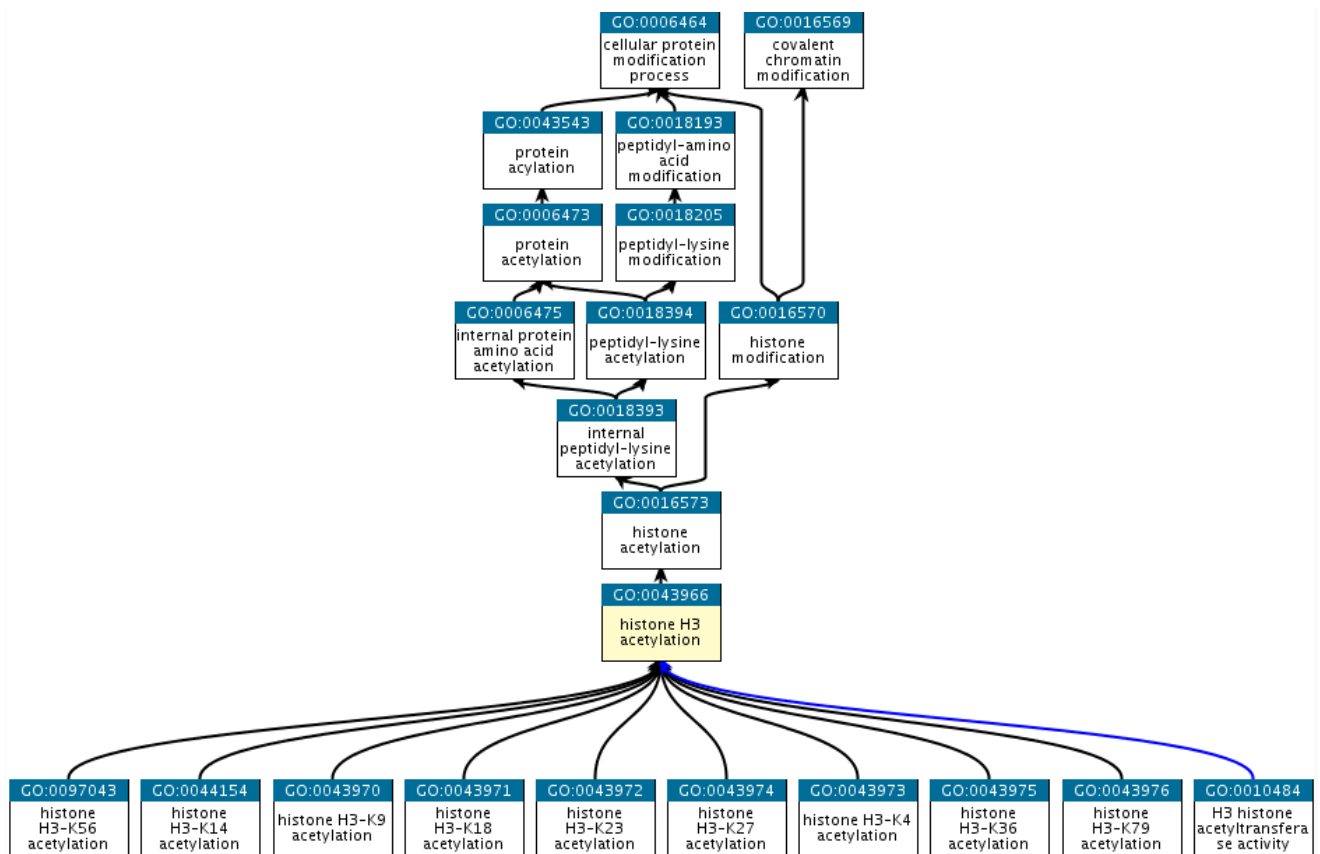 GO:0006464
cellular protein
modification
process
GO:0016569
covalent
chromatin
modification
GO:0043543
protein
acylation
GO:0018193
peptidyl-amino
acid
modification
GO:0006473
protein
acetylation
GO:0018205
peptidyl-lysine
modification
GO:0006475
internal protein
amino acid
acetylation
GO:0018394
peptidyl-lysine
acetylation
GO:0016570
histone
modification
GO:0018393
internal
peptidyl-lysine
acetylation
GO:0016573
histone
acetylation
GO:0043966
histone H3
acetylation
GO:0097043
histone
H3-K56
acetylation
GO:0044154
histone
H3-K14
acetylation
GO:0043970
histone H3-K9
acetylation
GO:0043971
histone
H3-K18
acetylation
GO:0043972
histone
H3-K23
acetylation
GO:0043974
histone
H3-K27
acetylation
GO:0043973
histone H3-K4
acetylation
GO:0043975
histone
H3-K36
acetylation
GO:0043976
histone
H3-K79
acetylation
GO:0010484
H3 histone
acetyltransfera
se activity